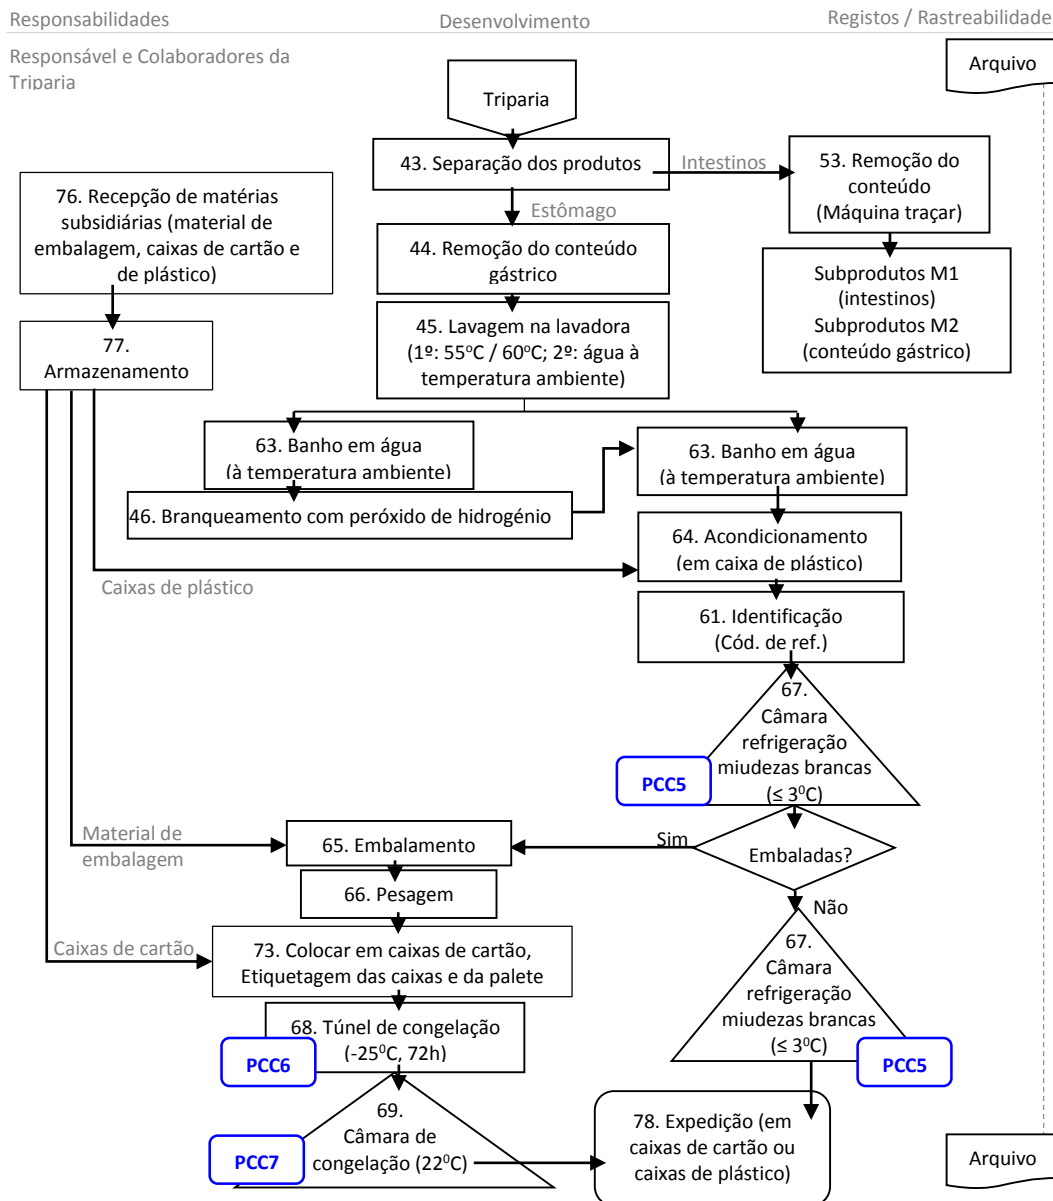 Responsabilidades
Desenvolvimento
Registos / Rastreabilidade
Responsável e Colaboradores da
Triparia
Arquivo
Triparia
43. Separação dos produtos
Intestinos
53. Remoção do
conteúdo
(Máquina traçar)
76. Recepção de matérias
subsidiárias (material de
embalagem, caixas de cartão e
de plástico)
Estômago
44. Remoção do conteúdo
gástrico
Subprodutos M1
(intestinos)
Subprodutos M2
(conteúdo gástrico)
45. Lavagem na lavadora
(1º: 55ºC / 60ºC; 2º: água à
temperatura ambiente)
77.
Armazenamento
63. Banho em água
(à temperatura ambiente)
63. Banho em água
(à temperatura ambiente)
46. Branqueamento com peróxido de hidrogénio
64. Acondicionamento
(em caixa de plástico)
Caixas de plástico
61. Identificação
(Cód. de ref.)
67.
Câmara
refrigeração
miudezas brancas
(≤ 3⁰C)
PCC5
Material de
embalagem
65. Embalamento
Sim
Embaladas?
66. Pesagem
Não
Caixas de cartão
73. Colocar em caixas de cartão,
Etiquetagem das caixas e da palete
67.
Câmara
refrigeração
miudezas brancas
(≤ 3⁰C)
PCC5
68. Túnel de congelação
(-25⁰C, 72h)
PCC6
69.
Câmara de
congelação (22⁰C)
PCC7
78. Expedição (em
caixas de cartão ou
caixas de plástico)
Arquivo